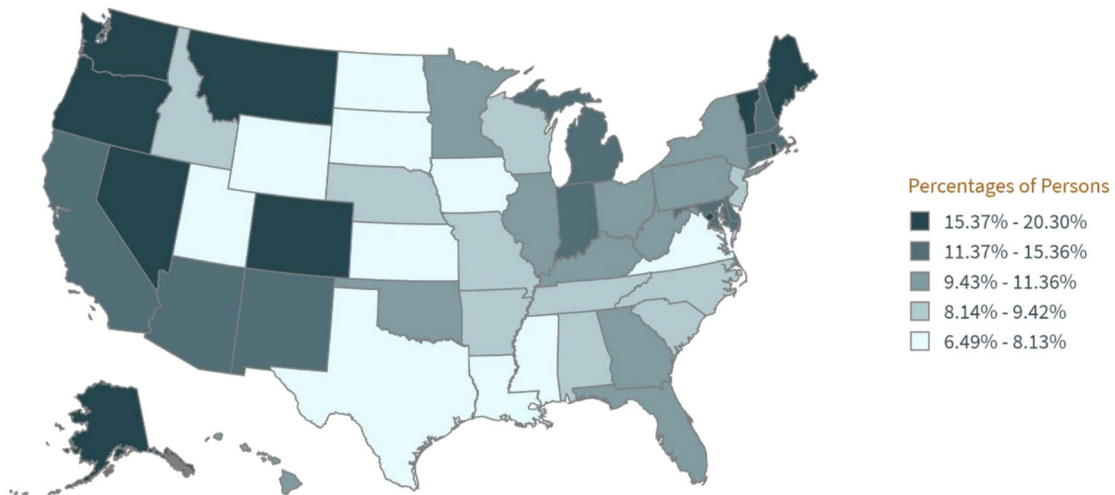 Percentages of Persons
15.37% - 20.30%
11.37% - 15.36%
9.43% - 11.36%
8.14% - 9.42%
6.49% - 8.13%